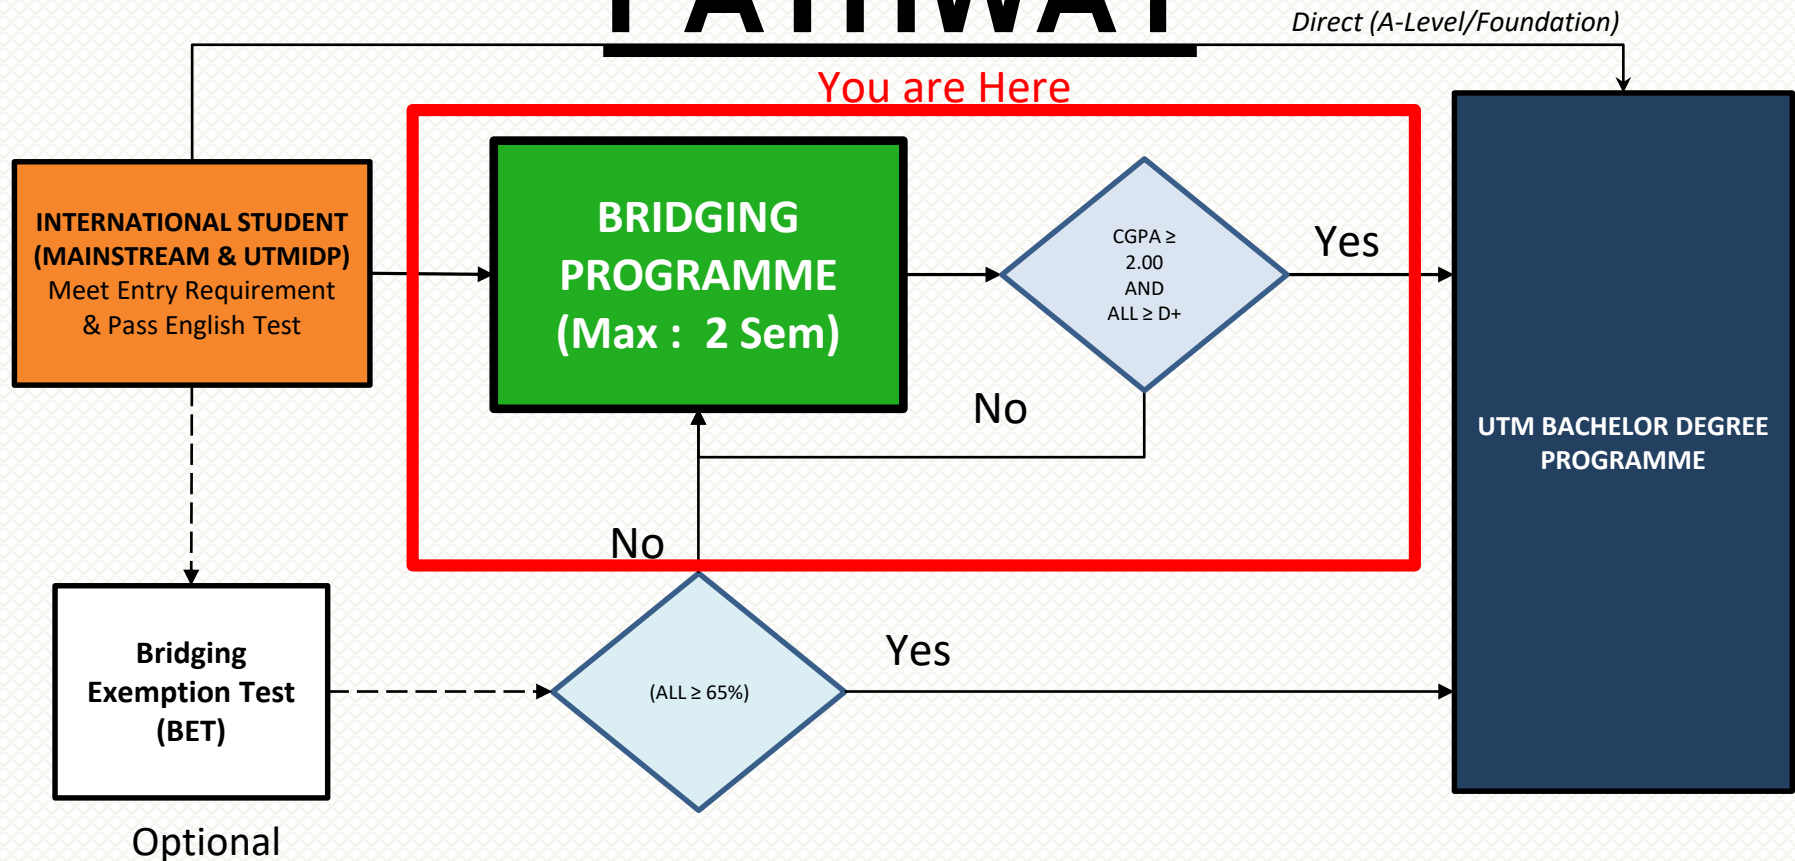 PATHWAY
Direct (A-Level/Foundation)
You are Here
INTERNATIONAL STUDENT
(MAINSTREAM & UTMIDP)
Meet Entry Requirement
& Pass English Test
BRIDGING
PROGRAMME
(Max :  2 Sem)
CGPA ≥
2.00
AND
ALL ≥ D+
Yes
No
No
UTM BACHELOR DEGREE
PROGRAMME
Bridging
Exemption Test
(BET)
Optional
(ALL ≥ 65%)
Yes